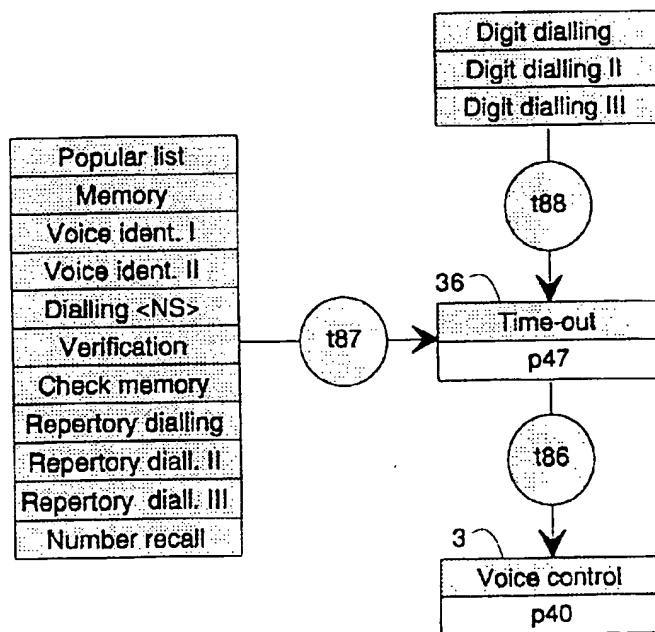 Digit dialling
Digit dialling II
Digit dialling III
t88
Popular list
Memory
Voice ident. I
Voice ident. II
Dialling <NS>
Verification
Check memory
Repertory dialling
Repertory diall. II
Repertory diall. III
Number recall
t87
36
Time-out
p47
t86
3
Voice control
p40